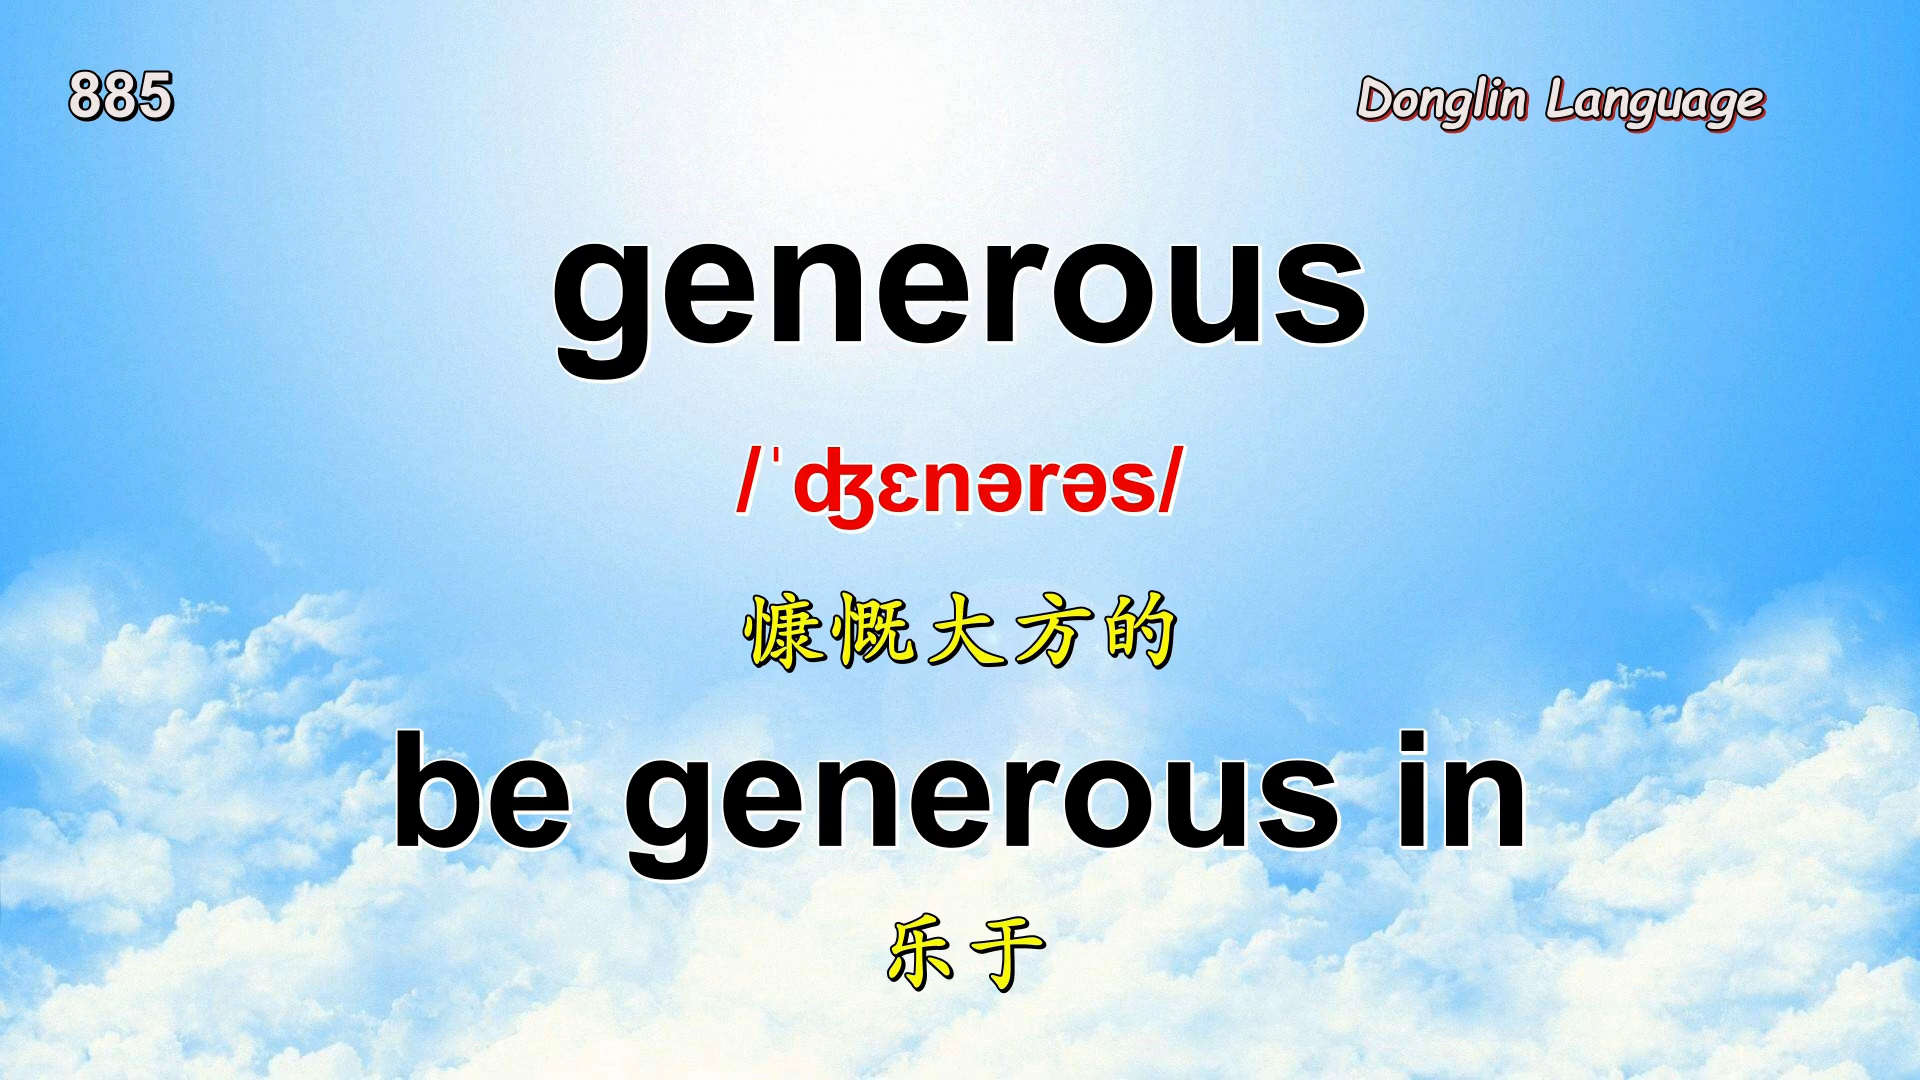 885
Donglin Language
generous
/ˈʤɛnərəs/
慷慨大方的
be generous in
乐于